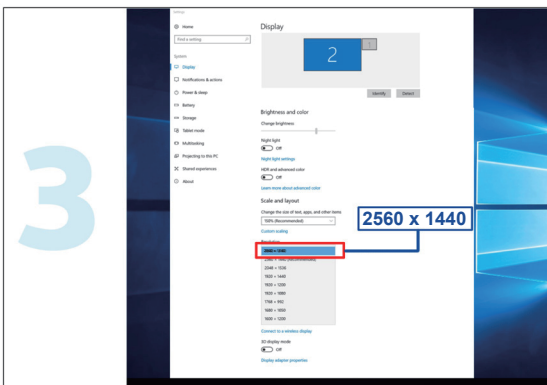 3
Settings
Home
Display
Find a setting
2
1
System
Display
Notifications & actions
Identify
Detect
Power & sleep
Battery
Brightness and color
Storage
Change brightness
Tablet mode
Multitasking
Night light
Off
Projecting to this PC
Night light settings
Shared experiences
HDR and advanced color
About
Off
Learn more about advanced color
Scale and layout
Change the size of text, apps, and other items
100% (Recommended)
Custom scaling
2560 x 1440
2048 × 1536
1920 × 1440
1920 × 1200
1920 × 1080
1768 × 992
1680 × 1050
1600 × 1200
Connect to a wireless display
3D display mode
Off
Display adapter properties